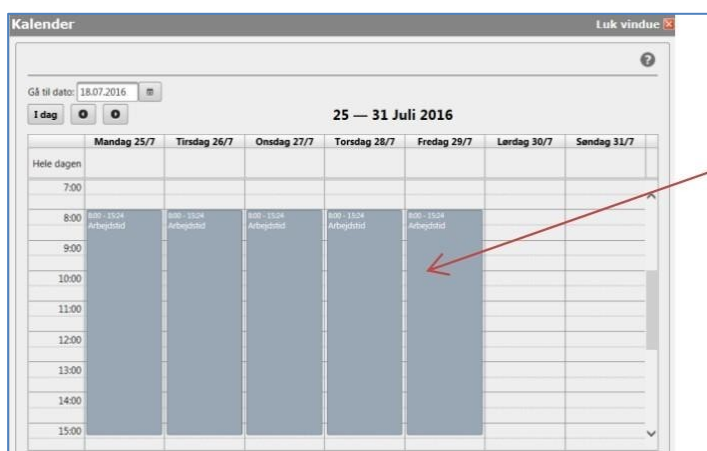 Kalender Luk vindue
Gå til dato: 18.07.2016
I dag
25 — 31 Juli 2016
Mandag 25/7 Tirsdag 26/7 Onsdag 27/7 Torsdag 28/7 Fredag 29/7 Lørdag 30/7 Søndag 31/7
Hele dagen
7:00
8:00 8:00 - 15:24 8:00 - 15:24 8:00 - 15:24 8:00 - 15:24 8:00 - 15:24
Arbejdstid Arbejdstid Arbejdstid Arbejdstid Arbejdstid
9:00
10:00
11:00
12:00
13:00
14:00
15:00